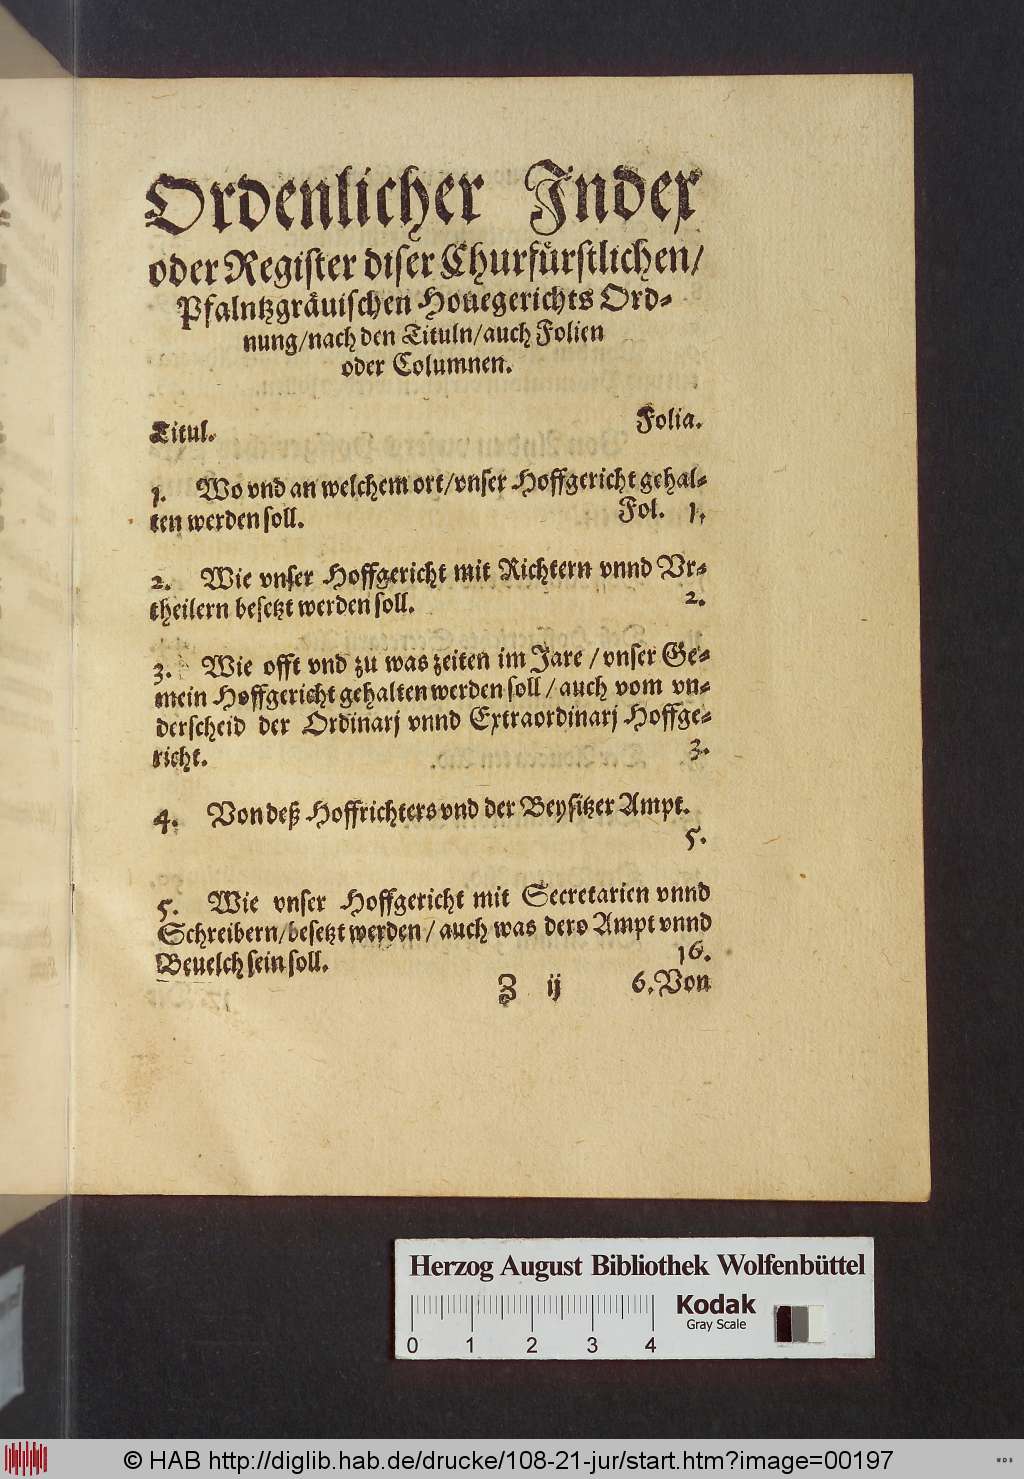 Ordenlicher Index
oder Register diser Churfürstlichen/
Pfalntzgräuischen Houegerichts Ord-
nung/nach den Tituln/auch Folien
oder Columnen.
Titul. Folia.
1. Wo vnd an welchem ort/vnser Hoffgericht gehal-
ten werden soll. Fol. 1.
2. Wie vnser Hoffgericht mit Richtern vnnd Vr-
theilern besetzt werden soll. 2.
3. Wie offt vnd zu was zeiten im Jare / vnser Ge-
mein Hoffgericht gehalten werden soll / auch vom vn-
derscheid der Ordinarj vnnd Extraordinarj Hoffge-
richt. 3.
4. Von deß Hoffrichters vnd der Beysitzer Ampt.
5.
5. Wie vnser Hoffgericht mit Secretarien vnnd
Schreibern/besetzt werden / auch was dero Ampt vnnd
Beuelch sein soll. 16.
Z ij 6. Von
Herzog August Bibliothek Wolfenbüttel
Kodak
Gray Scale
0 1 2 3 4
© HAB http://diglib.hab.de/drucke/108-21-jur/start.htm?image=00197